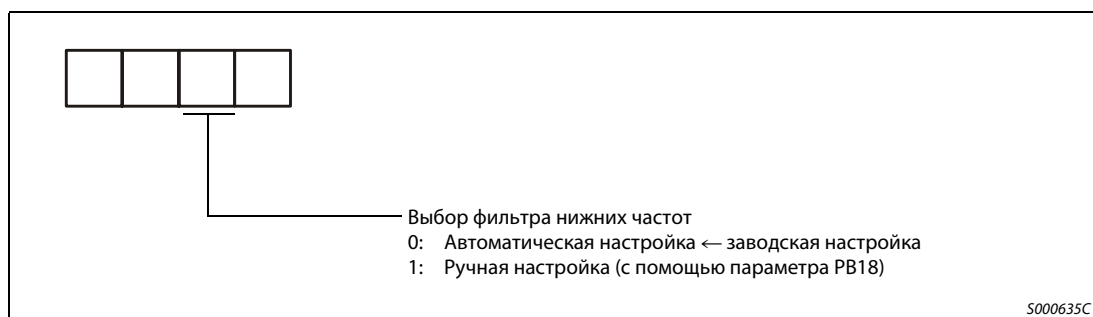 Выбор фильтра нижних частот
0: Автоматическая настройка ← заводская настройка
1: Ручная настройка (с помощью параметра PB18)
S000635C